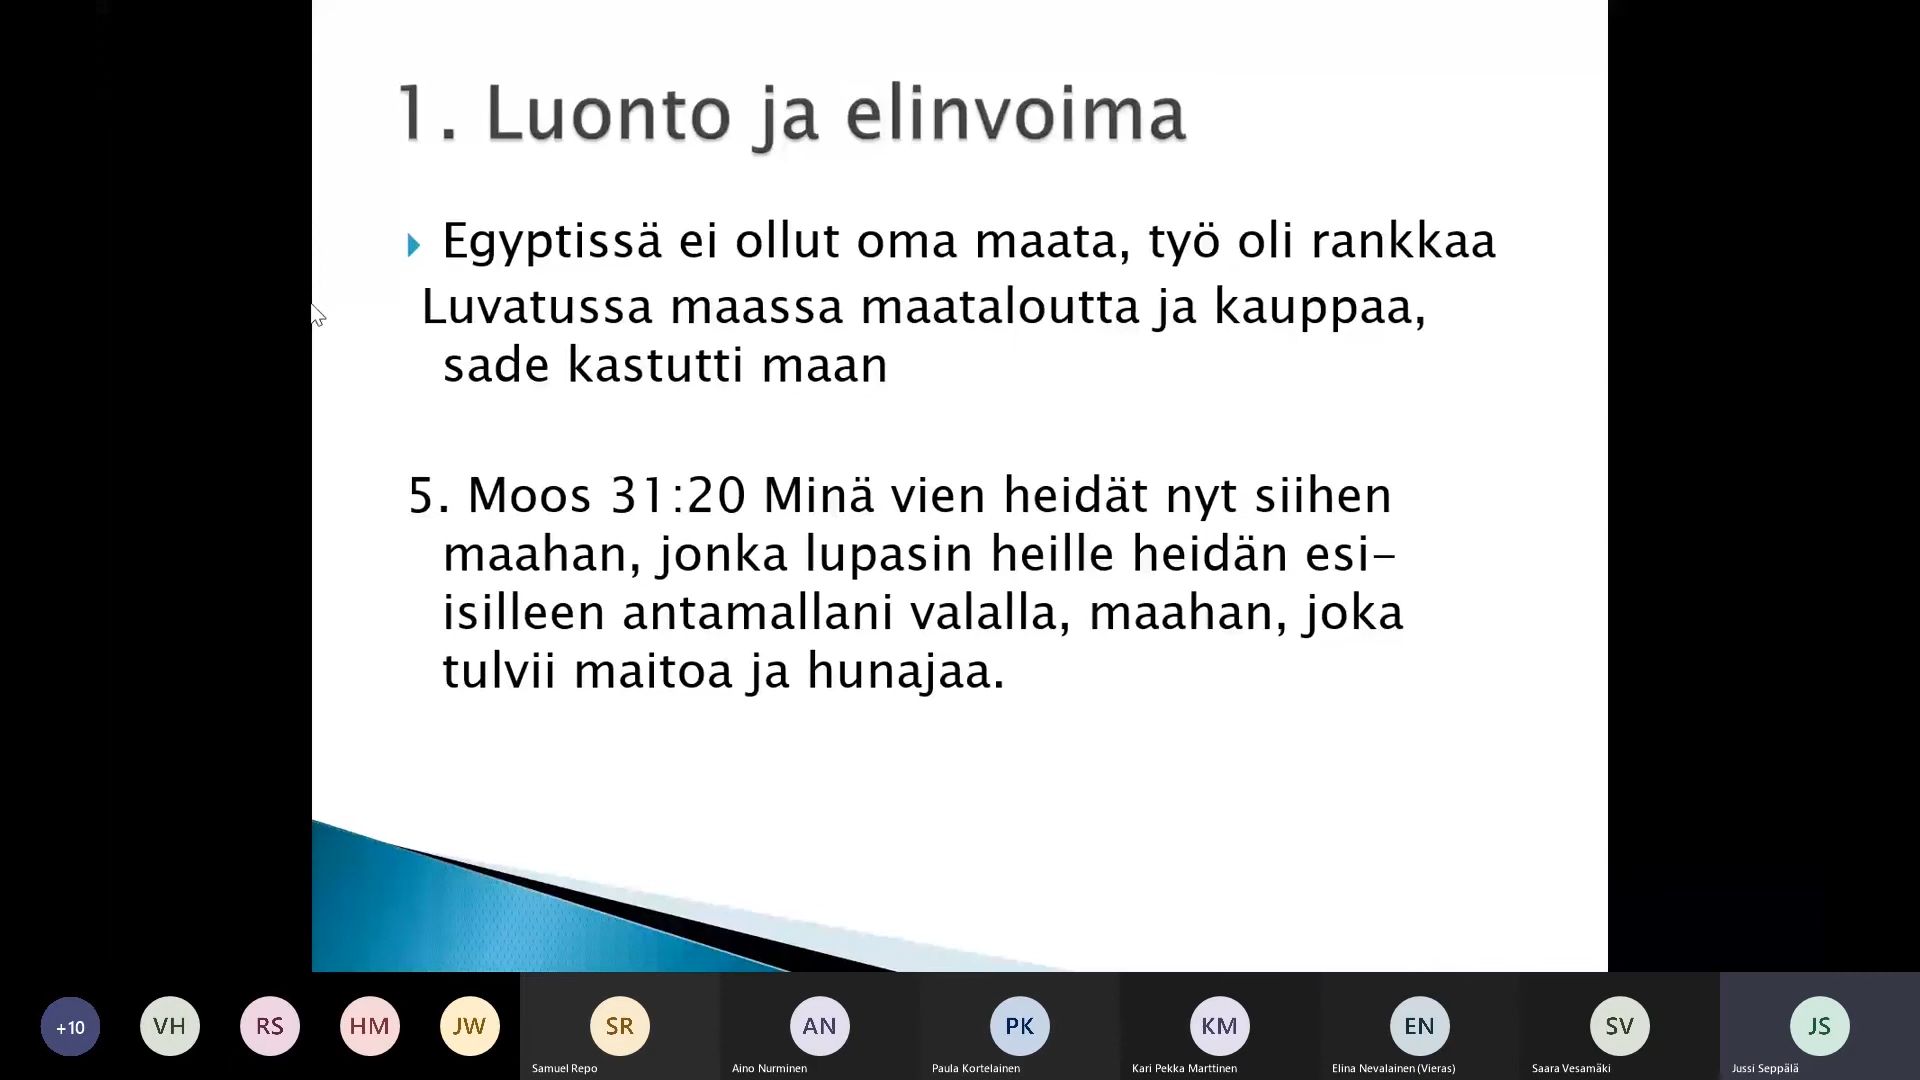 1. Luonto ja elinvoima
Egyptissä ei ollut oma maata, työ oli rankkaa
Luvatussa maassa maataloutta ja kauppaa,
sade kastutti maan
5. Moos 31:20 Minä vien heidät nyt siihen
maahan, jonka lupasin heille heidän esi-
isilleen antamallani valalla, maahan, joka
tulvii maitoa ja hunajaa.
+10
VH
RS
HM
JW
SR
AN
PK
KM
EN
SV
JS
Samuel Repo
Aino Nurminen
Paula Kortelainen
Kari Pekka Marttinen
Elina Nevalainen (Vieras)
Saara Vesamäki
Jussi Seppälä